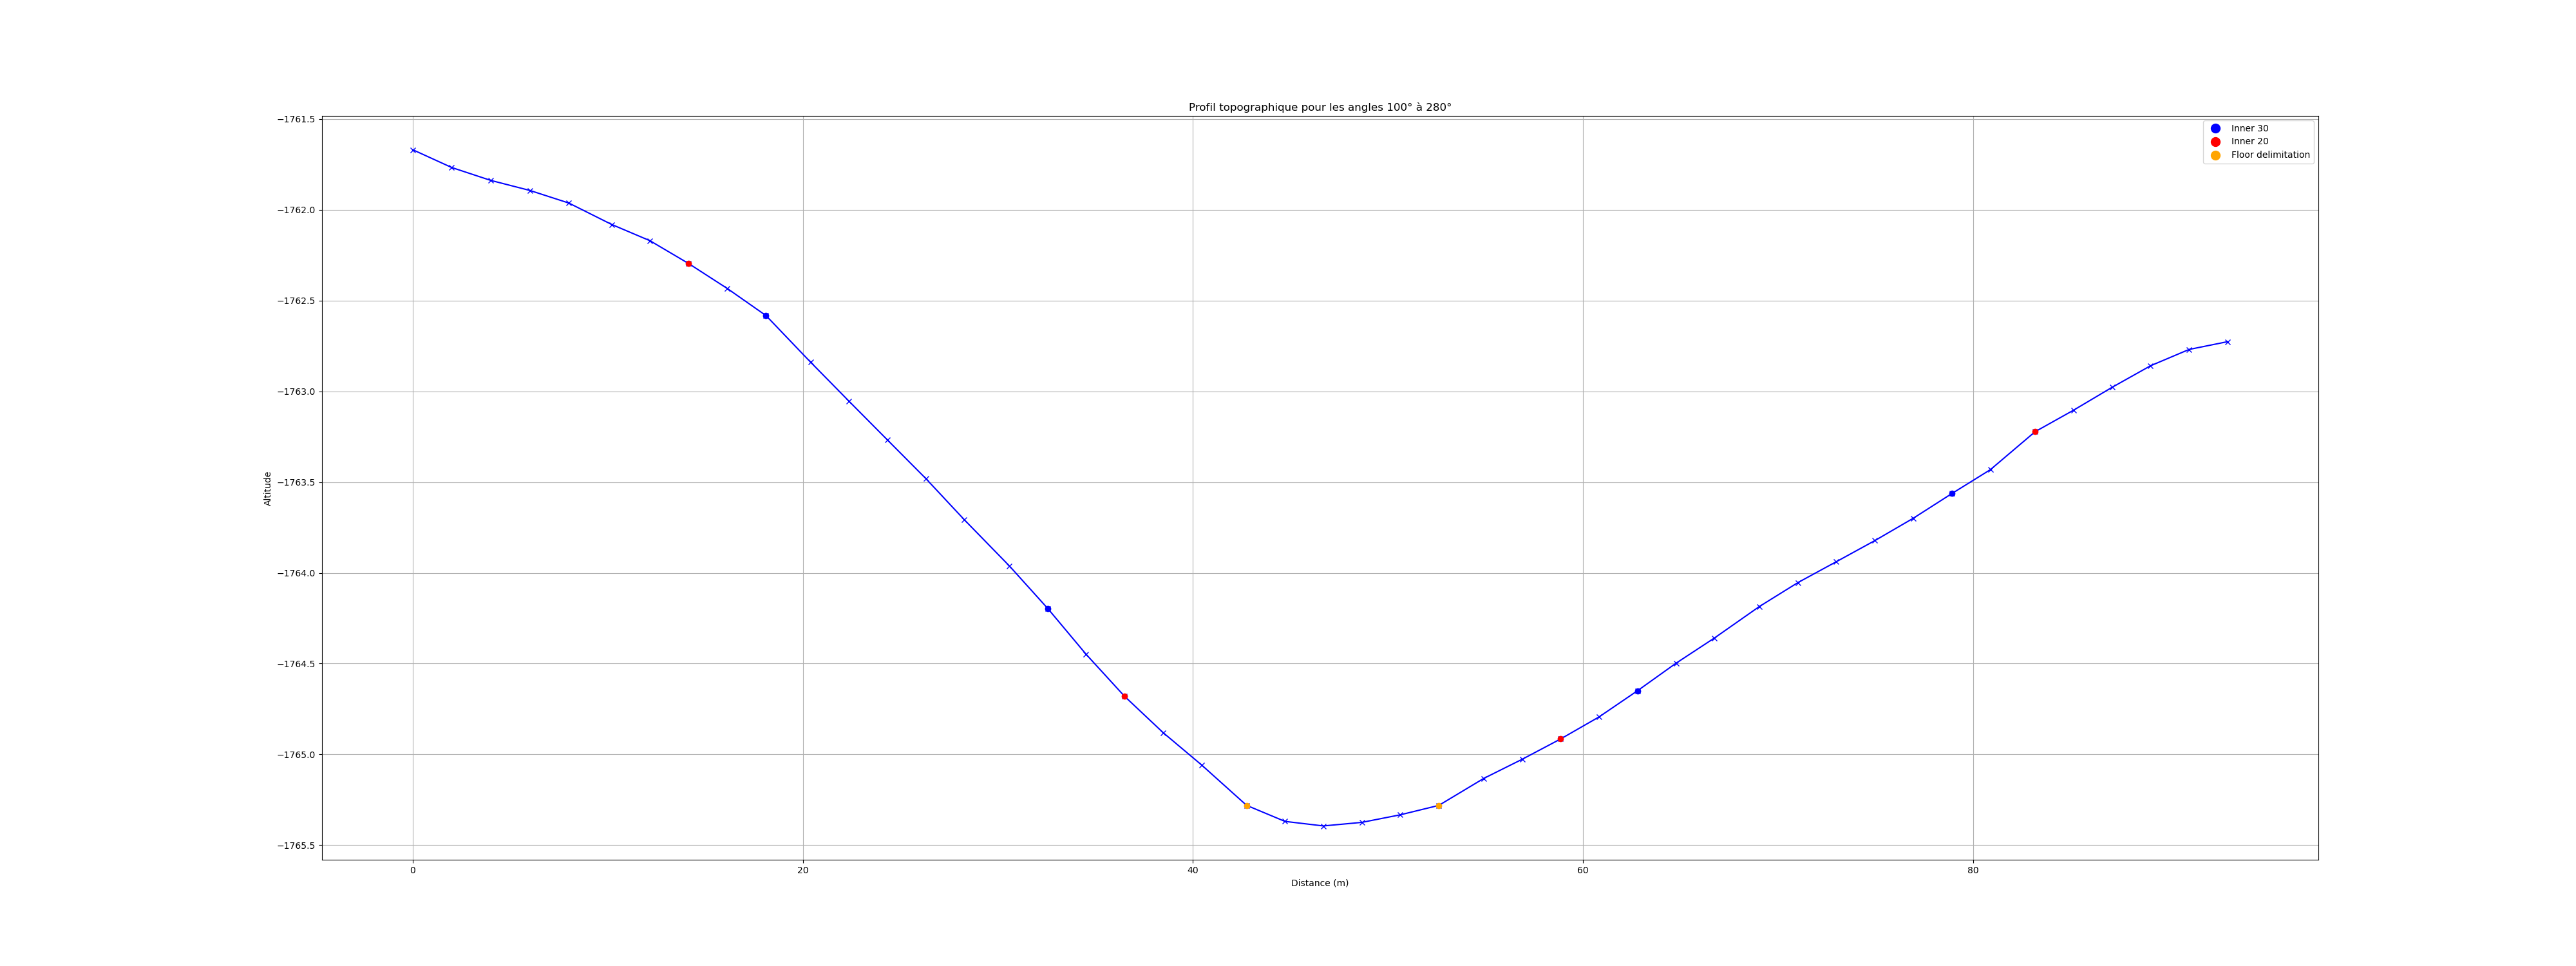 Profil topographique pour les angles 100° à 280°
Inner 30
Inner 20
Floor delimitation
Altitude
−1761.5
−1762.0
−1762.5
−1763.0
−1763.5
−1764.0
−1764.5
−1765.0
−1765.5
0 20 40 60 80
Distance (m)